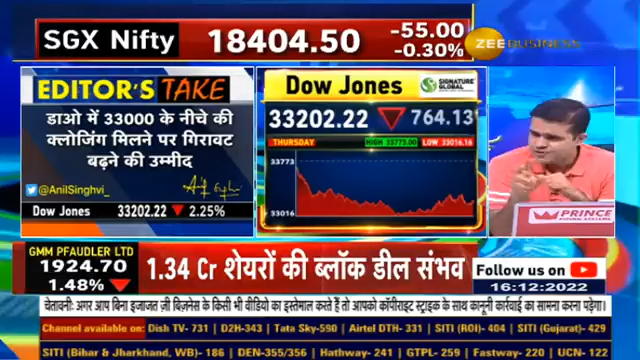 SGX Nifty 18404.50 -55.00
-0.30%
ZEE BUSINESS
EDITOR'S TAKE
डाओ में 33000 के नीचे की
क्लोजिंग मिलने पर गिरावट
बढ़ने की उम्मीद
@AnilSinghvi_
Dow Jones 33202.22 2.25%
Dow Jones SIGNATURE GLOBAL
33202.22 764.13
THURSDAY HIGH 33773.00 LOW 33016.16
33773
33016
PRINCE
GMM PFAUDLER LTD
1924.70
1.48%
1.34 Cr शेयरों की ब्लॉक डील संभव
Follow us on
16:12:2022
चेतावनी: अगर आप बिना इजाजत ज़ी बिज़नेस के किसी भी वीडियो का इस्तेमाल करते हैं तो आपको कॉपीराइट स्ट्राइक के साथ कानूनी कार्रवाई का सामना करना पड़ेगा.
Channel available on: Dish TV- 731 | D2H-343 | Tata Sky-590 | Airtel DTH- 331 | SITI (ROI) - 404 | SITI (Gujarat)- 429
SITI (Bihar & Jharkhand, WB)- 186 | DEN-355/356 | Hathway- 241 | GTPL- 259 | Fastway- 220 | UCN- 122